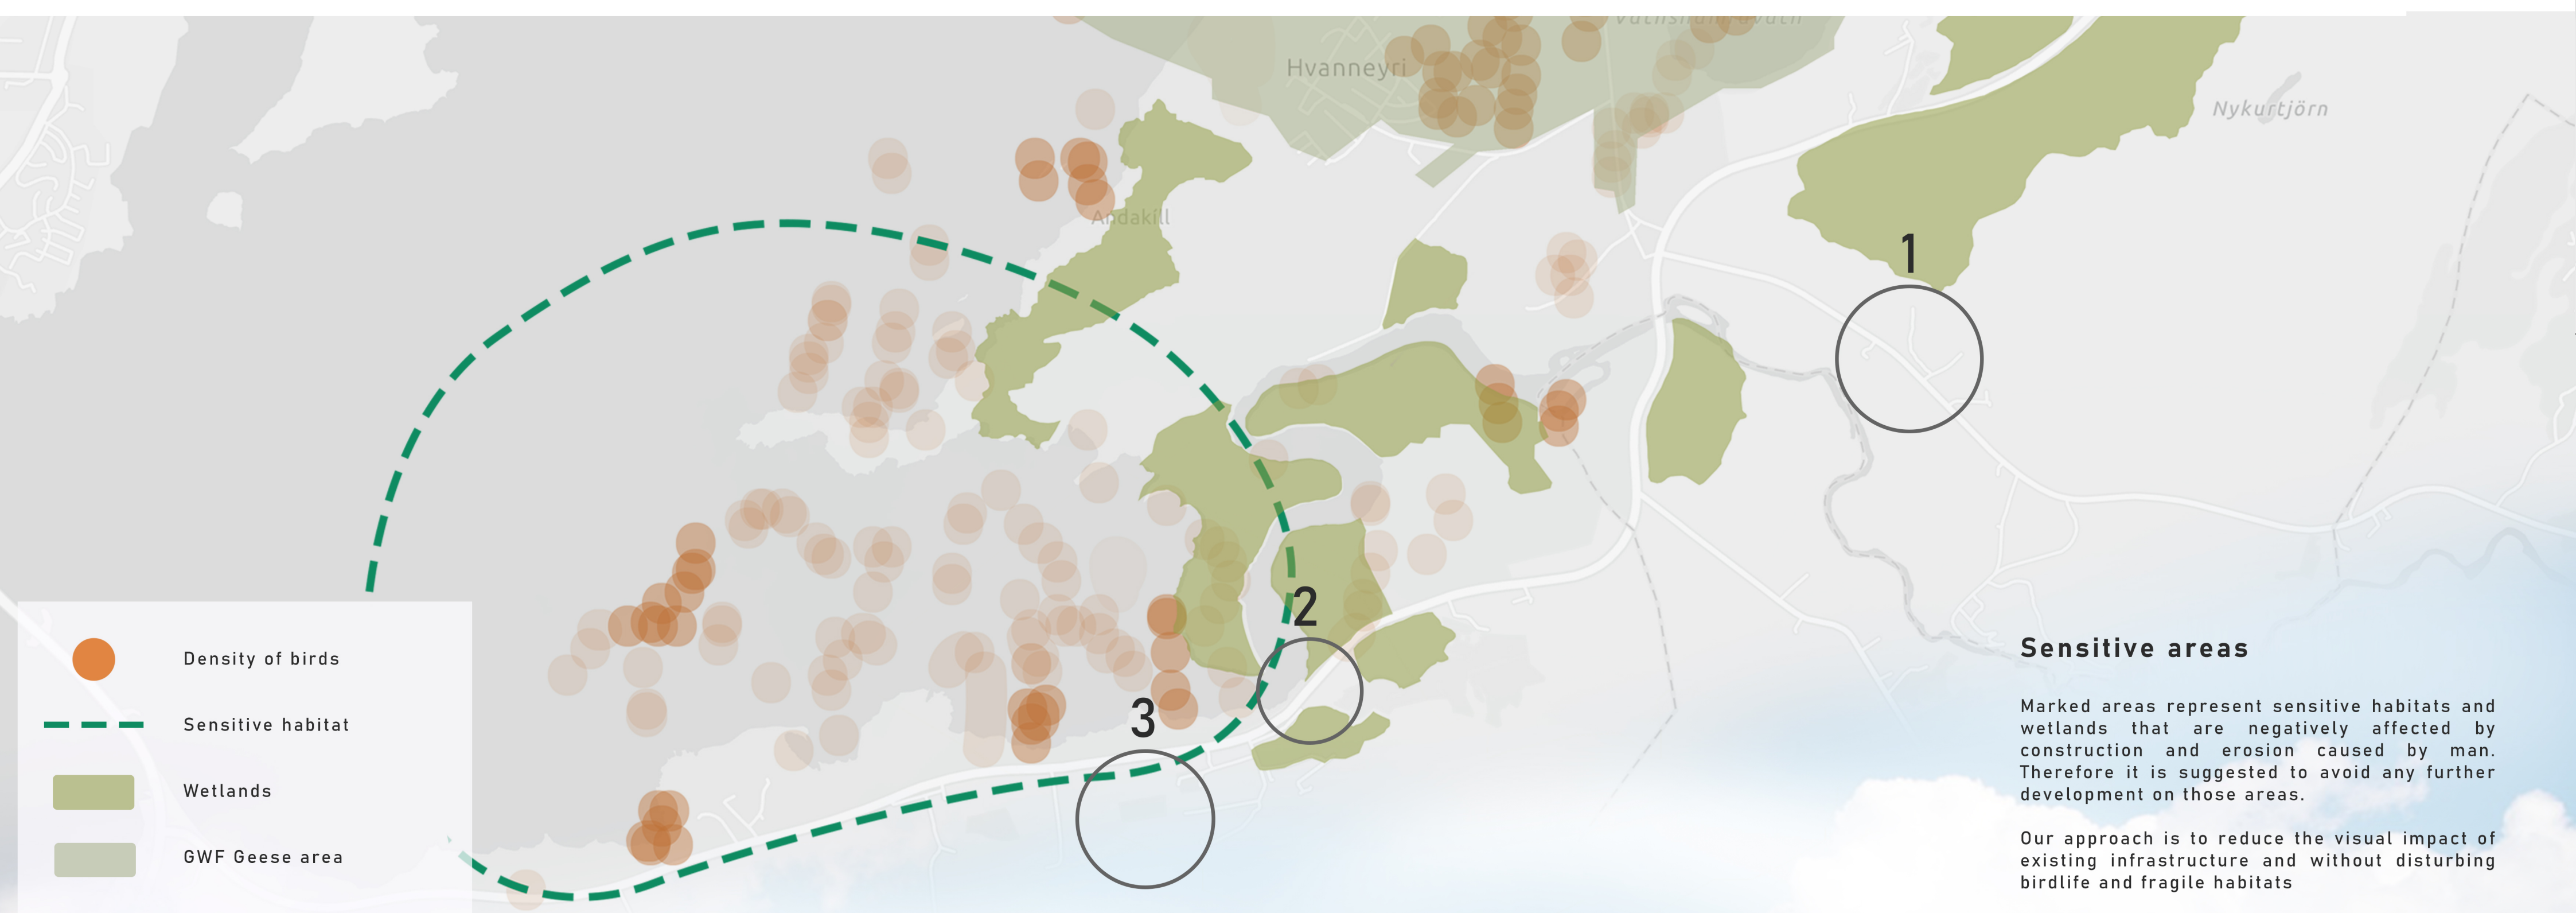 Hvanneyri
Nykurtjörn
Andakill
1
2
3
Density of birds
Sensitive habitat
Wetlands
GWF Geese area
Sensitive areas
Marked areas represent sensitive habitats and
wetlands that are negatively affected by
construction and erosion caused by man.
Therefore it is suggested to avoid any further
development on those areas.
Our approach is to reduce the visual impact of
existing infrastructure and without disturbing
birdlife and fragile habitats